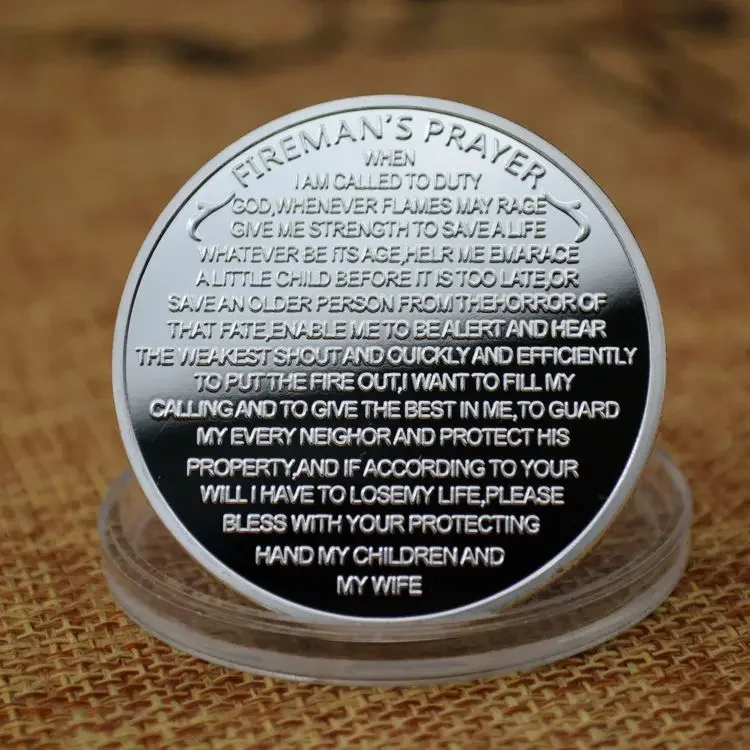 FIREMAN'S PRAYER
WHEN
I AM CALLED TO DUTY
GOD,WHENEVER FLAMES MAY RAGE
GIVE ME STRENGTH TO SAVE A LIFE
WHATEVER BE ITS AGE,HELR ME EMARACE
A LITTLE CHILD BEFORE IT IS TOO LATE,OR
SAVE AN OLDER PERSON FROM THEHORROR OF
THAT FATE,ENABLE ME TO BE ALERT AND HEAR
THE WEAKEST SHOUT AND OUICKLY AND EFFICIENTLY
TO PUT THE FIRE OUT,I WANT TO FILL MY
CALLING AND TO GIVE THE BEST IN ME,TO GUARD
MY EVERY NEIGHOR AND PROTECT HIS
PROPERTY,AND IF ACCORDING TO YOUR
WILL I HAVE TO LOSEMY LIFE,PLEASE
BLESS WITH YOUR PROTECTING
HAND MY CHILDREN AND
MY WIFE